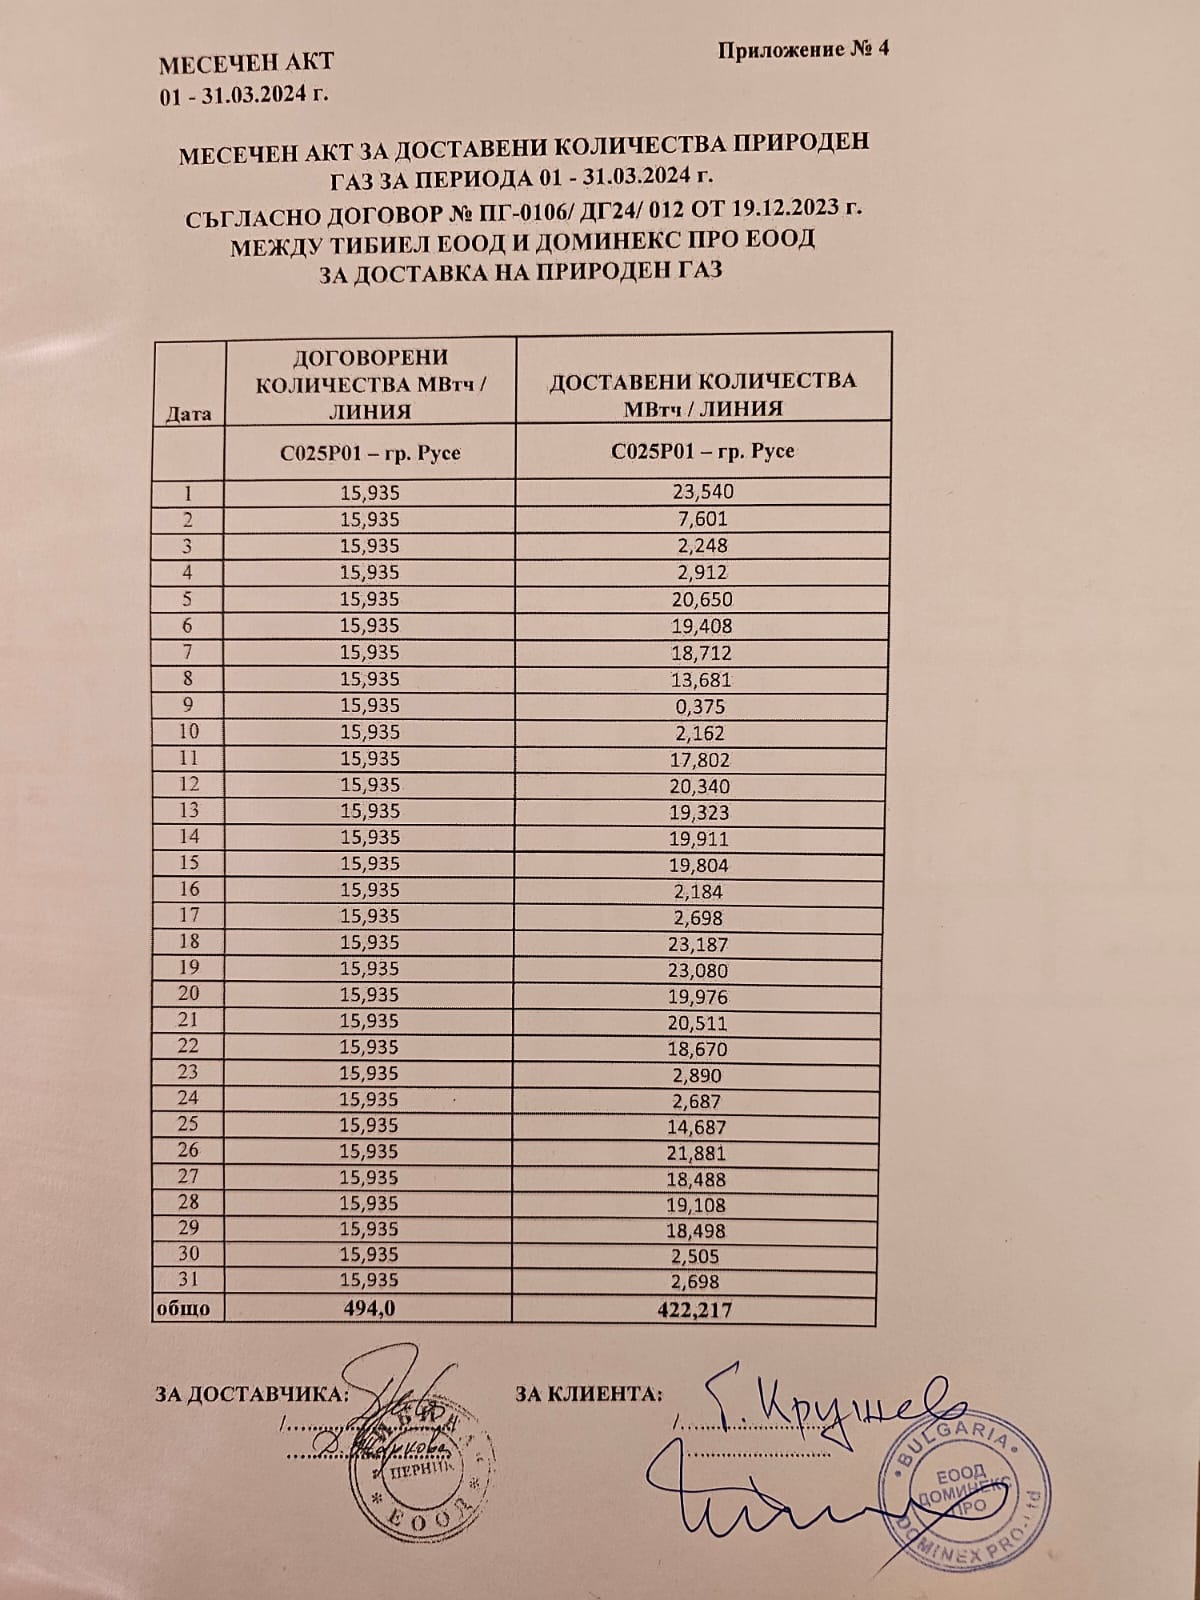 МЕСЕЧЕН АКТ
Приложение № 4
01 - 31.03.2024 г.
МЕСЕЧЕН АКТ ЗА ДОСТАВЕНИ КОЛИЧЕСТВА ПРИРОДЕН
ГАЗ ЗА ПЕРИОДА 01 - 31.03.2024 г.
СЪГЛАСНО ДОГОВОР № ПГ-0106/ ДГ24/ 012 ОТ 19.12.2023 г.
МЕЖДУ ТИБИЕЛ ЕООД И ДОМИНЕКС ПРО ЕООД
ЗА ДОСТАВКА НА ПРИРОДЕН ГАЗ
Дата
ДОГОВОРЕНИ
КОЛИЧЕСТВА МВтч /
ЛИНИЯ
ДОСТАВЕНИ КОЛИЧЕСТВА
МВтч / ЛИНИЯ
C025P01 – гр. Русе C025P01 – гр. Русе
1 15,935 23,540
2 15,935 7,601
3 15,935 2,248
4 15,935 2,912
5 15,935 20,650
6 15,935 19,408
7 15,935 18,712
8 15,935 13,681
9 15,935 0,375
10 15,935 2,162
11 15,935 17,802
12 15,935 20,340
13 15,935 19,323
14 15,935 19,911
15 15,935 19,804
16 15,935 2,184
17 15,935 2,698
18 15,935 23,187
19 15,935 23,080
20 15,935 19,976
21 15,935 20,511
22 15,935 18,670
23 15,935 2,890
24 15,935 2,687
25 15,935 14,687
26 15,935 21,881
27 15,935 18,488
28 15,935 19,108
29 15,935 18,498
30 15,935 2,505
31 15,935 2,698
общо 494,0 422,217
ЗА ДОСТАВЧИКА:
ЗА КЛИЕНТА:
ПЕРНИК
ЕООД
BULGARIA
ЕООД
ДОМИНЕКС
ПРО
DOMINEX PRO-Ltd